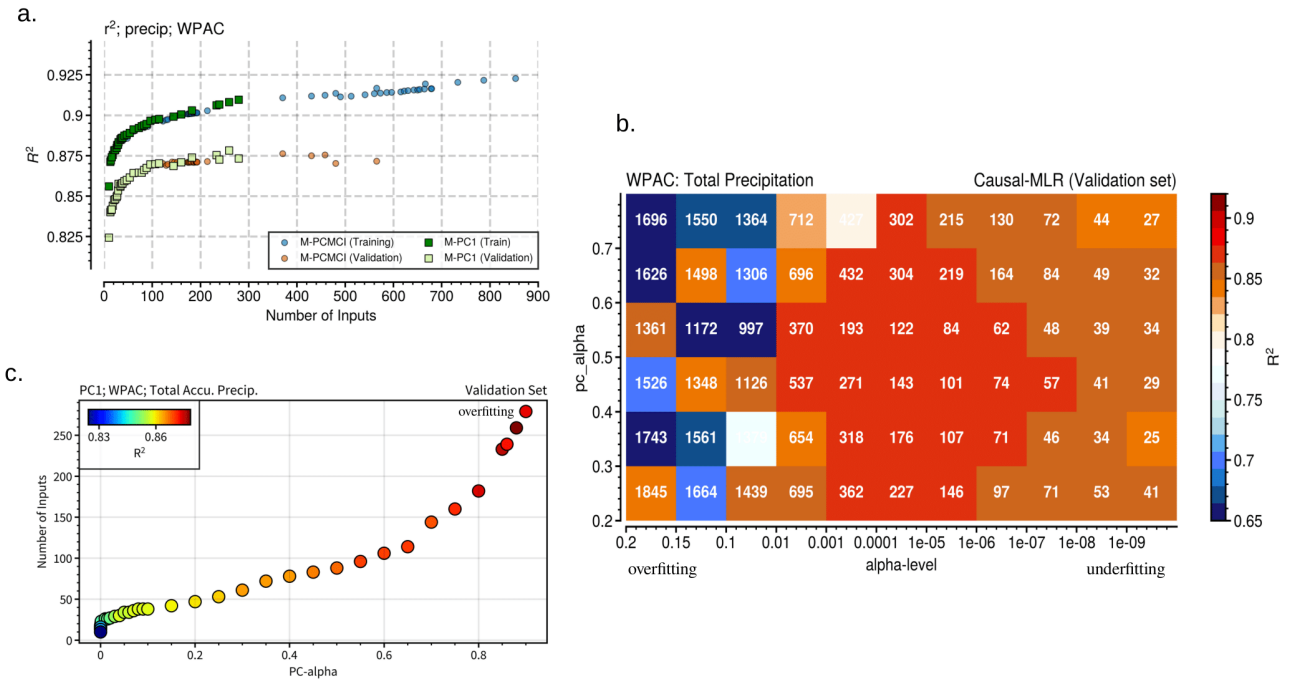 a.
r²; precip; WPAC
0.925
0.9
0.875
0.85
0.825
R²
M-PCMCI (Training)
M-PC1 (Train)
M-PCMCI (Validation)
M-PC1 (Validation)
0 100 200 300 400 500 600 700 800 900
Number of Inputs
b.
WPAC: Total Precipitation
Causal-MLR (Validation set)
1696 1550 1364 712 427 302 215 130 72 44 27
0.7
1626 1498 1306 696 432 304 219 164 84 49 32
0.6
1361 1172 997 370 193 122 84 62 48 39 34
0.5
1526 1348 1126 537 271 143 101 74 57 41 29
0.4
1743 1561 654 318 176 107 71 46 34 25
0.3
1845 1664 1439 695 362 227 146 97 71 53 41
0.2
pc_alpha
0.2 0.15 0.1 0.01 0.001 0.0001 1e-05 1e-06 1e-07 1e-08 1e-09
alpha-level
overfitting
underfitting
0.9
0.85
0.8
0.75
0.7
0.65
R²
c.
PC1; WPAC; Total Accu. Precip.
Validation Set
0.83 0.86
R²
overfitting
250
200
150
100
50
0
Number of Inputs
0 0.2 0.4 0.6 0.8
PC-alpha